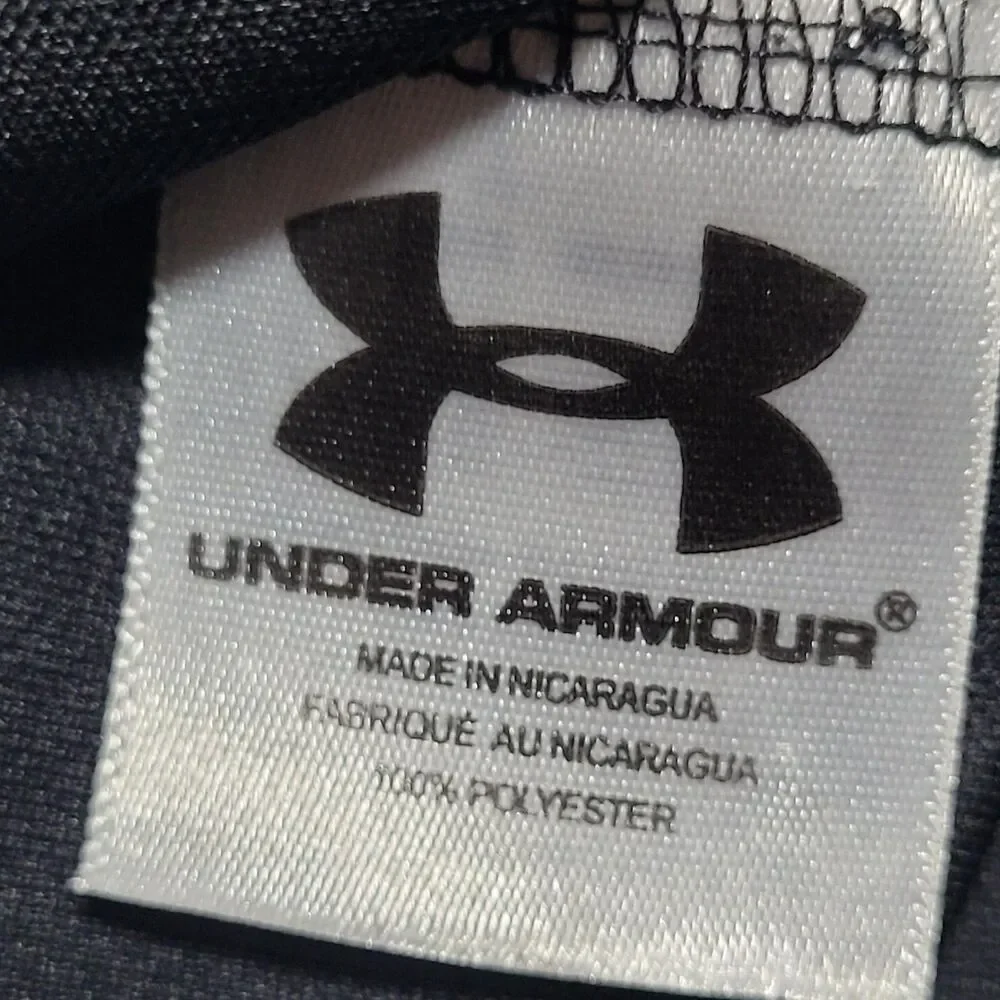 UNDER ARMOUR®
MADE IN NICARAGUA
FABRIQUÉ AU NICARAGUA
100% POLYESTER